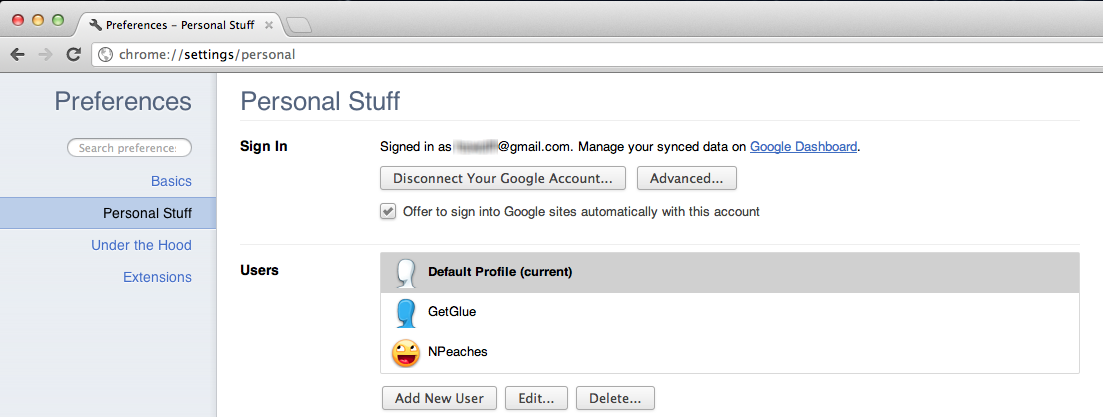 Preferences – Personal Stuff
chrome://settings/personal
Preferences
Search preference:
Basics
Personal Stuff
Under the Hood
Extensions
Personal Stuff
Sign In
Signed in as @gmail.com. Manage your synced data on Google Dashboard.
Disconnect Your Google Account... Advanced...
Offer to sign into Google sites automatically with this account
Users
Default Profile (current)
GetGlue
NPeaches
Add New User Edit... Delete...